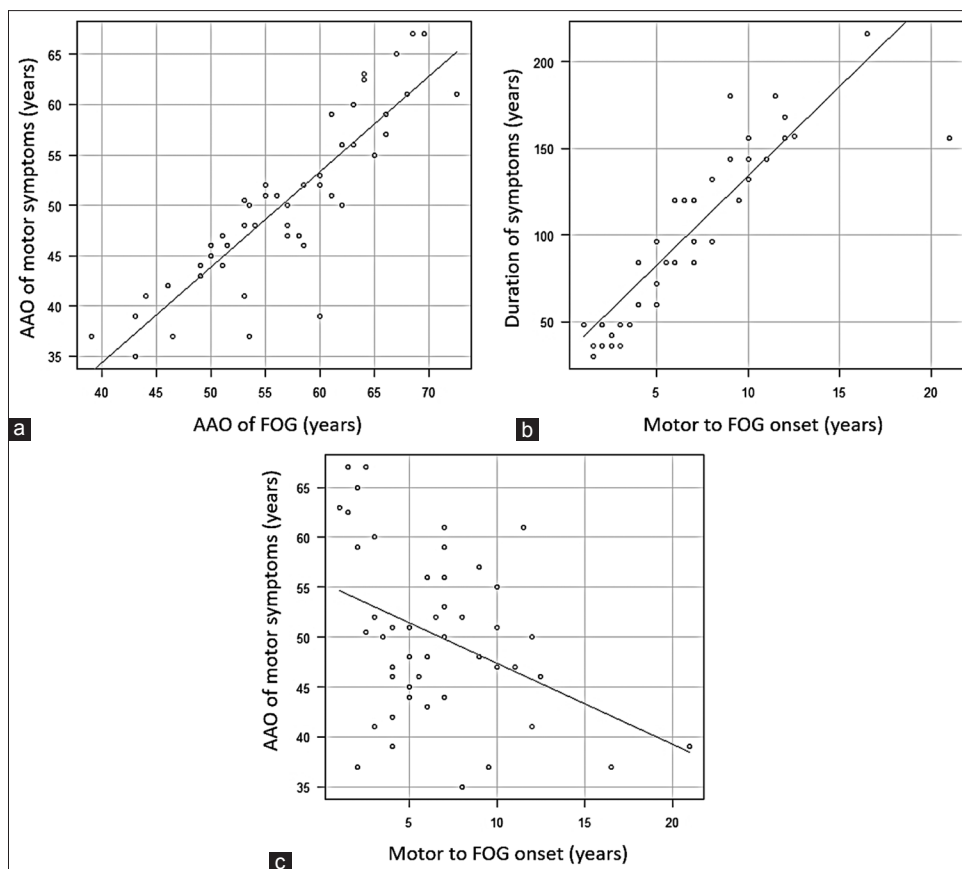 65
60
55
50
45
40
35
AAO of motor symptoms (years)
40 45 50 55 60 65 70
AAO of FOG (years)
a
200
150
100
50
Duration of symptoms (years)
5 10 15 20
Motor to FOG onset (years)
b
65
60
55
50
45
40
35
AAO of motor symptoms (years)
5 10 15 20
Motor to FOG onset (years)
c